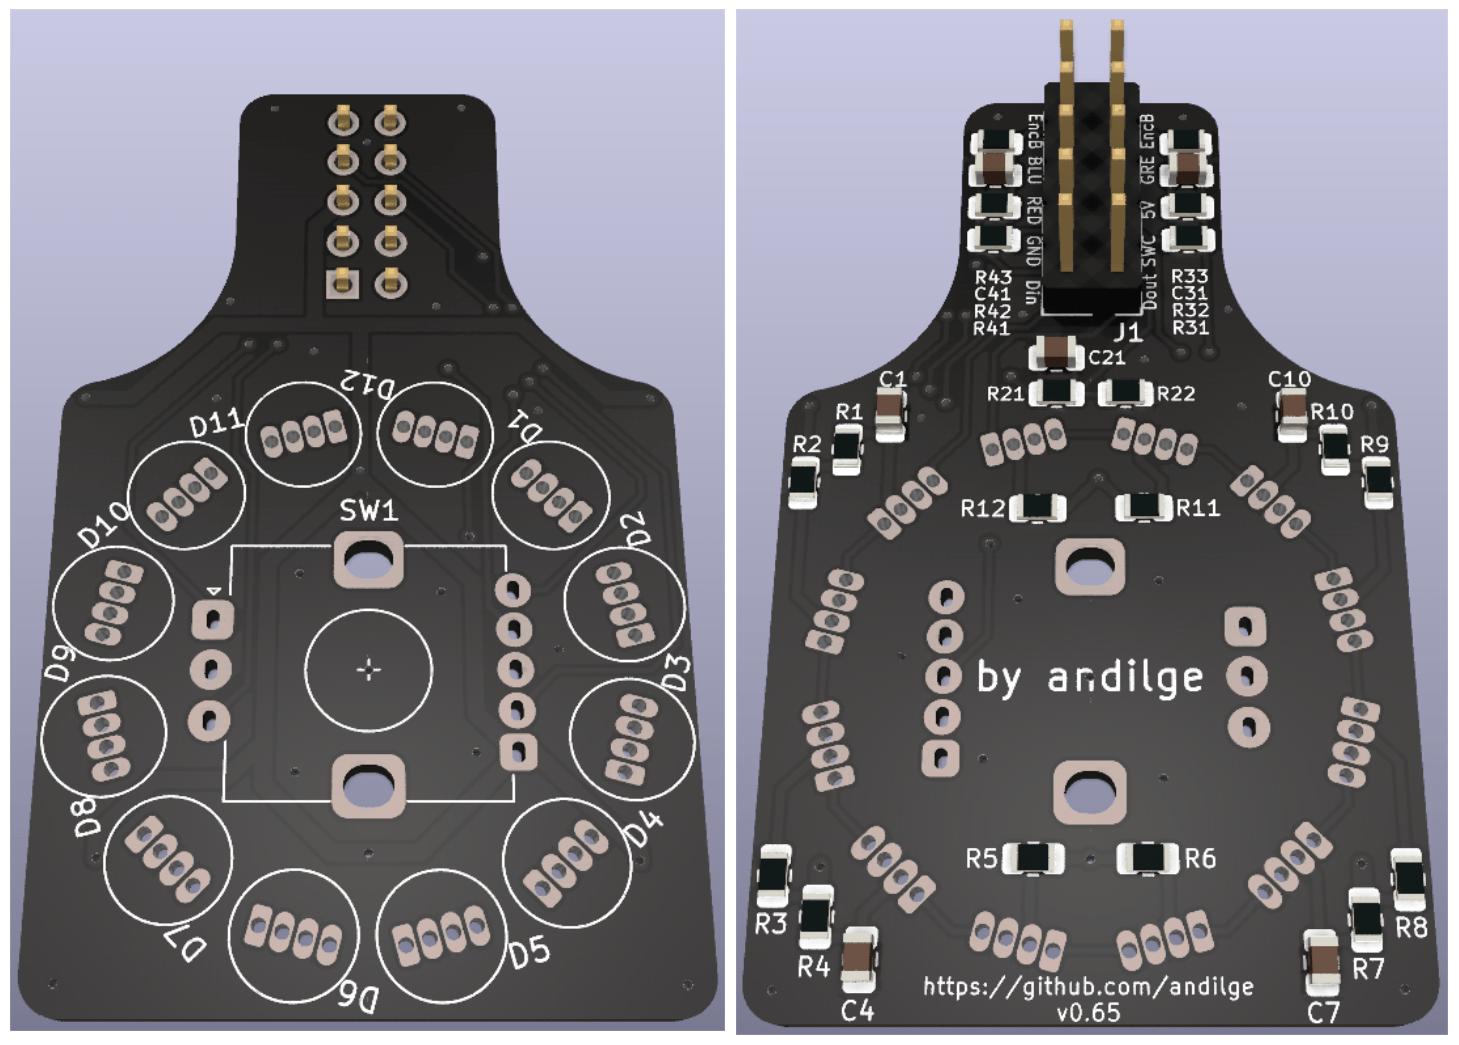 D12
D11
D1
D10
SW1
D2
D9
D3
D8
D4
D7
D5
D6
EncB
EncB
BLU
GRE
RED
5V
GND
SWC
Din
Dout
R43
C41
R42
R41
R33
C31
R32
R31
J1
C21
C1
R21
R22
C10
R1
R10
R2
R9
R12
R11
by andilge
R5
R6
R3
R8
R4
R7
https://github.com/andilge
C4
v0.65
C7